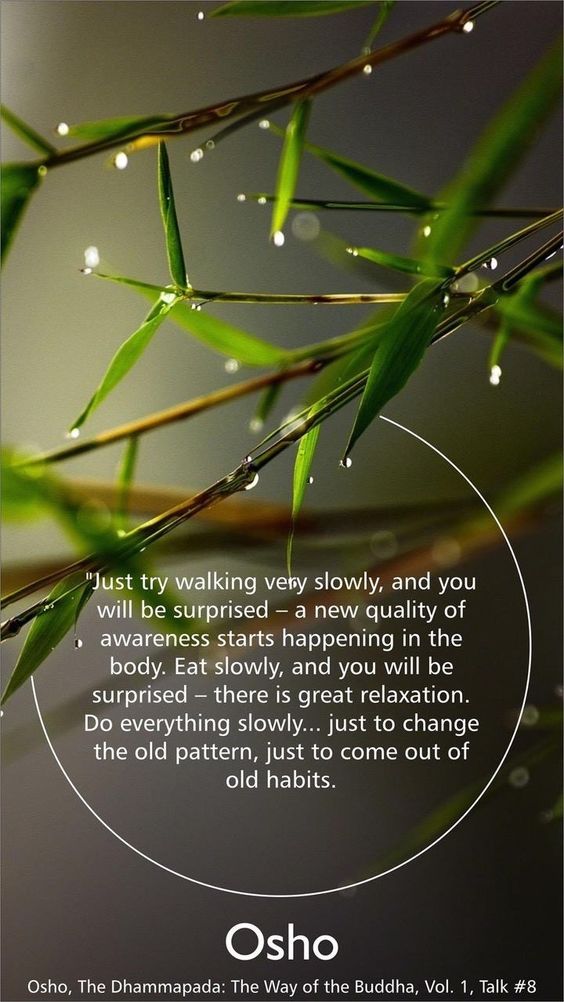 "Just try walking very slowly, and you
will be surprised – a new quality of
awareness starts happening in the
body. Eat slowly, and you will be
surprised – there is great relaxation.
Do everything slowly... just to change
the old pattern, just to come out of
old habits.
Osho
Osho, The Dhammapada: The Way of the Buddha, Vol. 1, Talk #8